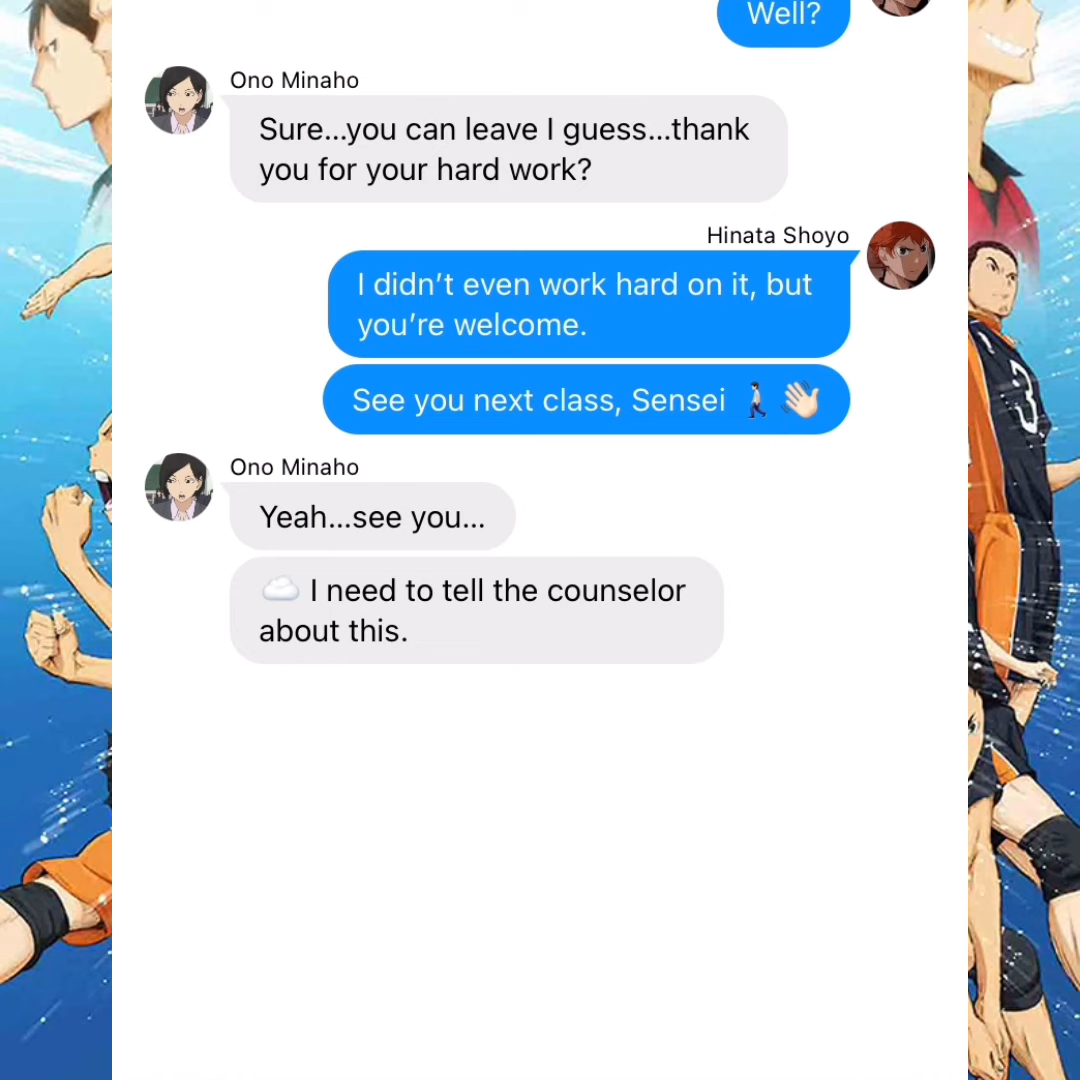 Well?
Ono Minaho
Sure...you can leave I guess...thank
you for your hard work?
Hinata Shoyo
I didn’t even work hard on it, but
you’re welcome.
See you next class, Sensei 🚶🏻 👋🏻
Ono Minaho
Yeah...see you...
☁️ I need to tell the counselor
about this.
3